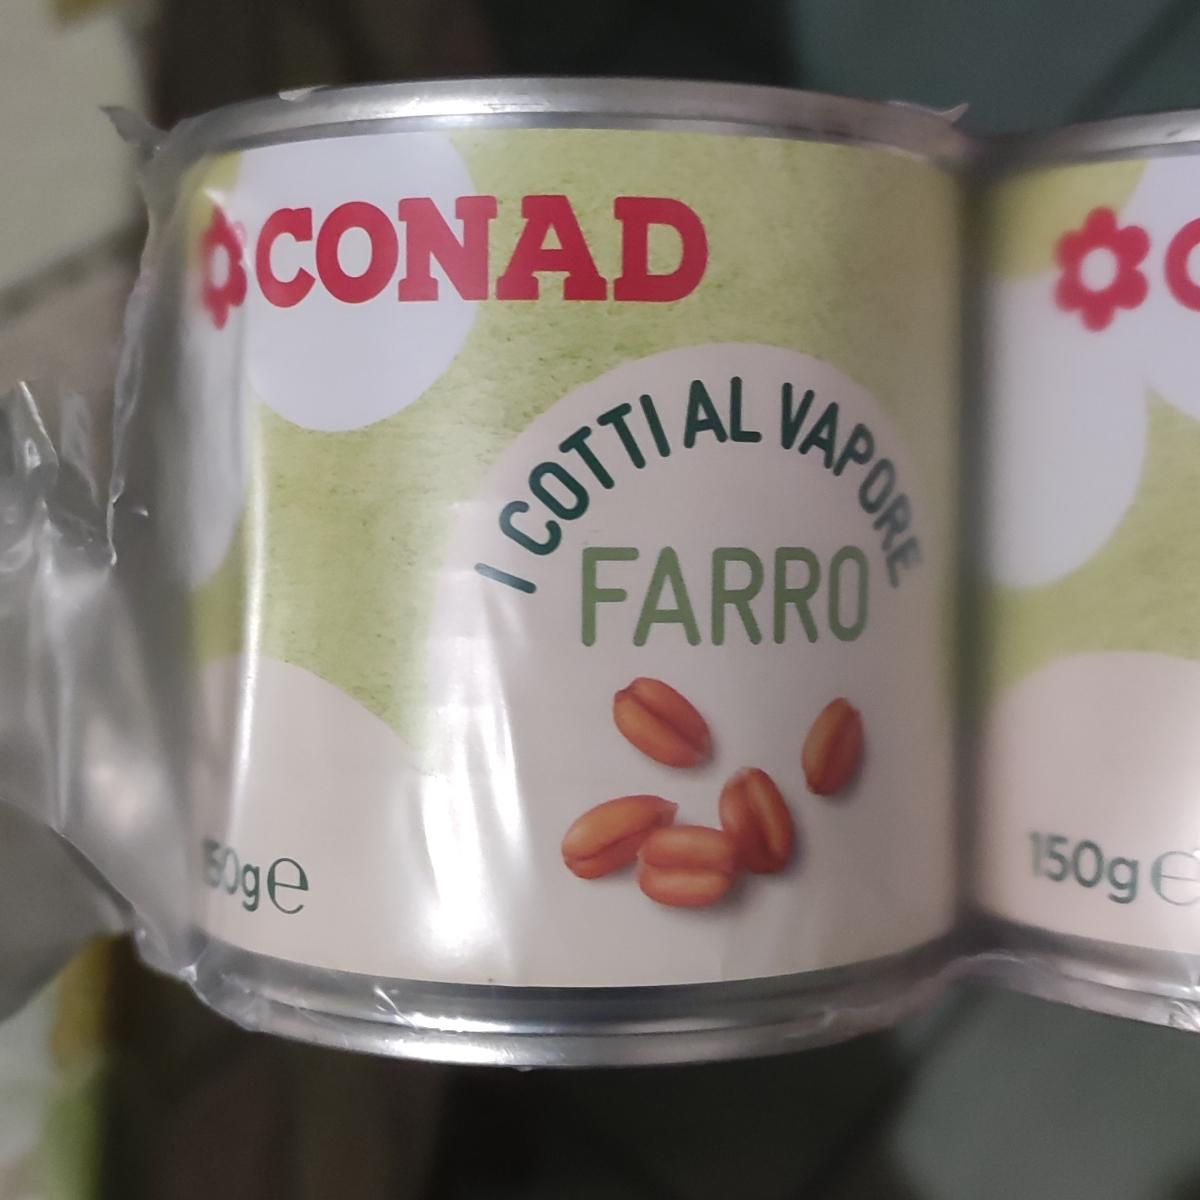 CONAD
I COTTI AL VAPORE
FARRO
150g ℮
150g ℮